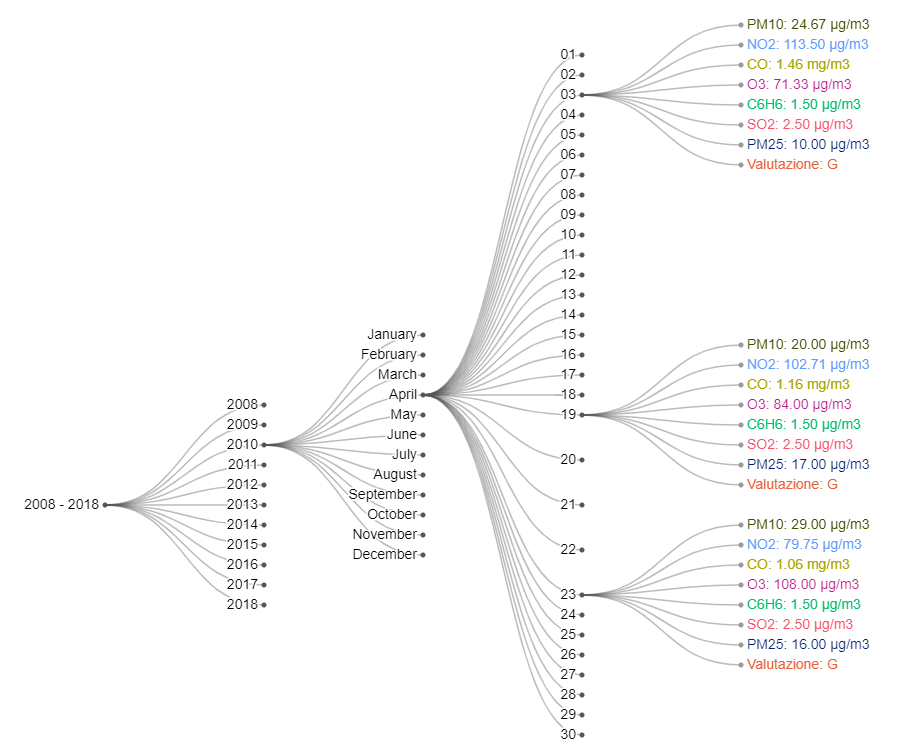 2008 - 2018
2008
2009
2010
2011
2012
2013
2014
2015
2016
2017
2018
January
February
March
April
May
June
July
August
September
October
November
December
01
02
03
04
05
06
07
08
09
10
11
12
13
14
15
16
17
18
19
20
21
22
23
24
25
26
27
28
29
30
PM10: 24.67 µg/m3
NO2: 113.50 µg/m3
CO: 1.46 mg/m3
O3: 71.33 µg/m3
C6H6: 1.50 µg/m3
SO2: 2.50 µg/m3
PM25: 10.00 µg/m3
Valutazione: G
PM10: 20.00 µg/m3
NO2: 102.71 µg/m3
CO: 1.16 mg/m3
O3: 84.00 µg/m3
C6H6: 1.50 µg/m3
SO2: 2.50 µg/m3
PM25: 17.00 µg/m3
Valutazione: G
PM10: 29.00 µg/m3
NO2: 79.75 µg/m3
CO: 1.06 mg/m3
O3: 108.00 µg/m3
C6H6: 1.50 µg/m3
SO2: 2.50 µg/m3
PM25: 16.00 µg/m3
Valutazione: G